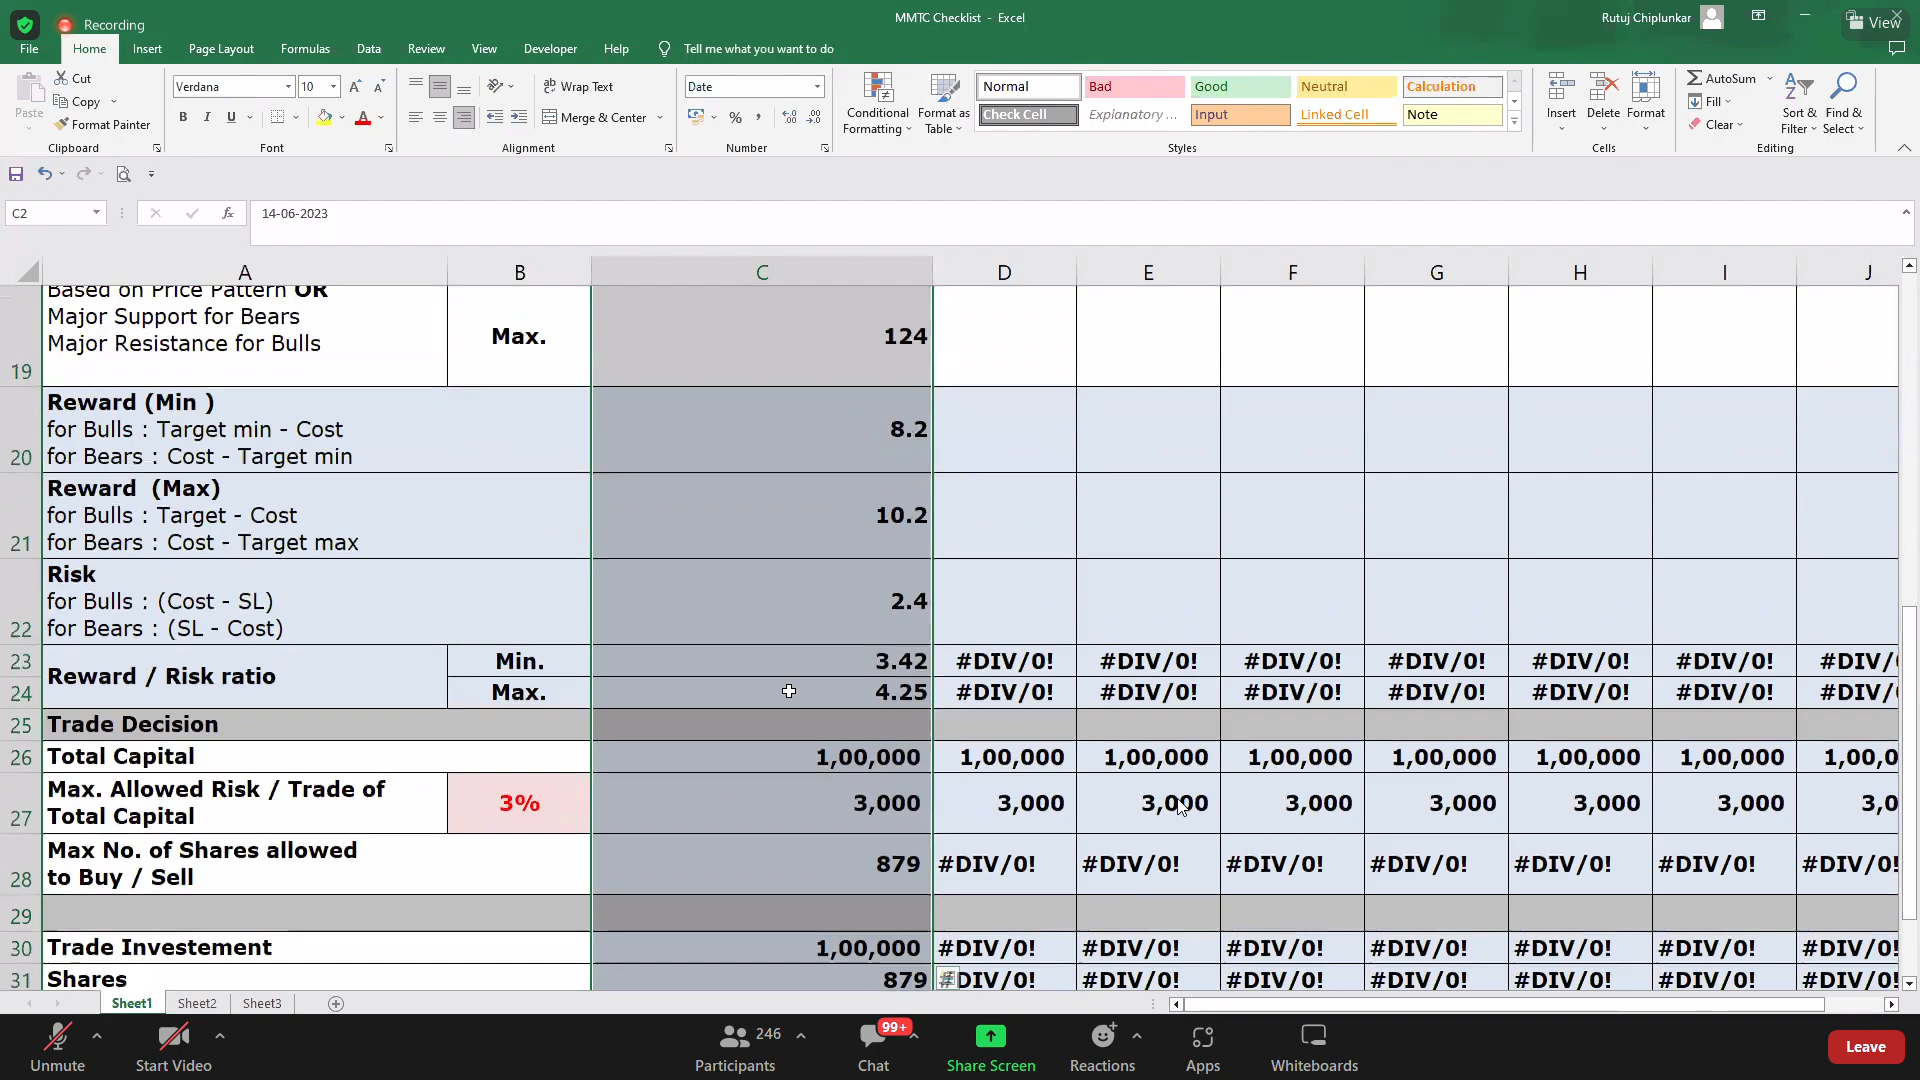 Recording
MMTC Checklist - Excel
Rutuj Chiplunkar
View
File Home Insert Page Layout Formulas Data Review View Developer Help Tell me what you want to do
Paste
Cut
Copy
Format Painter
Clipboard
Verdana 10
B I U
Font
Wrap Text
Merge & Center
Alignment
Date
Number
Conditional Formatting
Format as Table
Normal Bad Good Neutral Calculation
Check Cell Explanatory ... Input Linked Cell Note
Styles
Insert Delete Format
Cells
AutoSum
Fill
Clear
Sort & Filter
Find & Select
Editing
C2 fx 14-06-2023
A B C D E F G H I J
Based on Price Pattern OR
Major Support for Bears
Major Resistance for Bulls
19 Max. 124
Reward (Min )
for Bulls : Target min - Cost
for Bears : Cost - Target min
20 8.2
Reward (Max)
for Bulls : Target - Cost
for Bears : Cost - Target max
21 10.2
Risk
for Bulls : (Cost - SL)
for Bears : (SL - Cost)
22 2.4
Reward / Risk ratio
23 Min. 3.42 #DIV/0! #DIV/0! #DIV/0! #DIV/0! #DIV/0! #DIV/0! #DIV/
24 Max. 4.25 #DIV/0! #DIV/0! #DIV/0! #DIV/0! #DIV/0! #DIV/0! #DIV/
25 Trade Decision
26 Total Capital 1,00,000 1,00,000 1,00,000 1,00,000 1,00,000 1,00,000 1,00,000 1,00,0
27 Max. Allowed Risk / Trade of
Total Capital 3% 3,000 3,000 3,000 3,000 3,000 3,000 3,000 3,0
28 Max No. of Shares allowed
to Buy / Sell 879 #DIV/0! #DIV/0! #DIV/0! #DIV/0! #DIV/0! #DIV/0! #DIV/0!
29
30 Trade Investement 1,00,000 #DIV/0! #DIV/0! #DIV/0! #DIV/0! #DIV/0! #DIV/0! #DIV/0!
31 Shares 879 #DIV/0! #DIV/0! #DIV/0! #DIV/0! #DIV/0! #DIV/0! #DIV/0!
Sheet1 Sheet2 Sheet3
246 99+
Unmute Start Video Participants Chat Share Screen Reactions Apps Whiteboards Leave